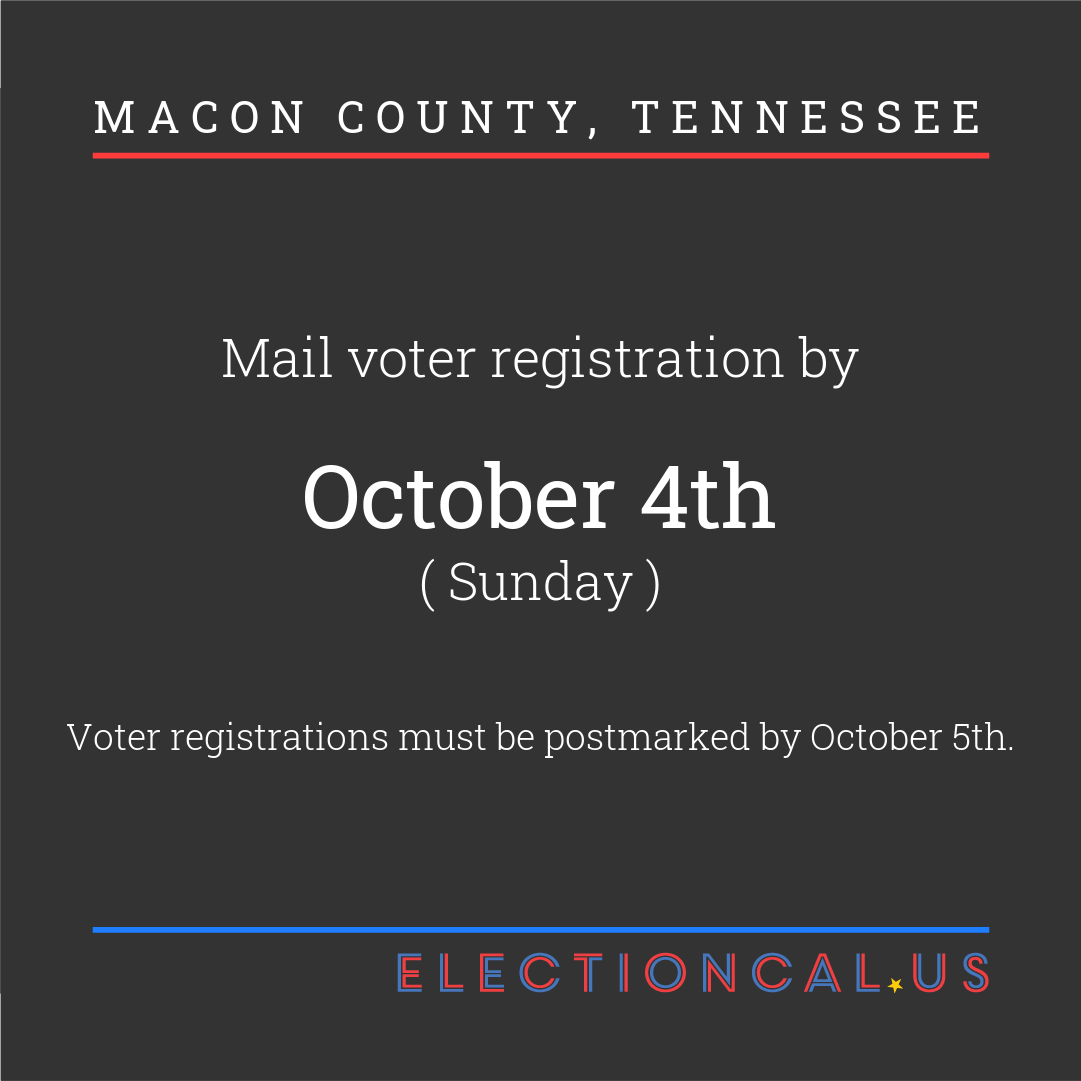 MACON COUNTY, TENNESSEE
Mail voter registration by
October 4th
( Sunday )
Voter registrations must be postmarked by October 5th.
ELECTIONCAL.US